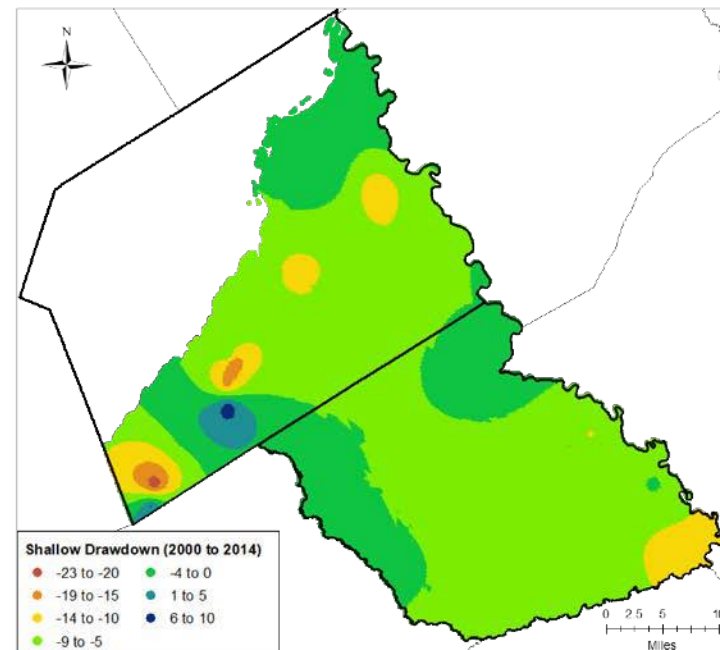 N
Shallow Drawdown (2000 to 2014)
-23 to -20
-4 to 0
-19 to -15
1 to 5
-14 to -10
6 to 10
-9 to -5
0 2.5 5 10
Miles